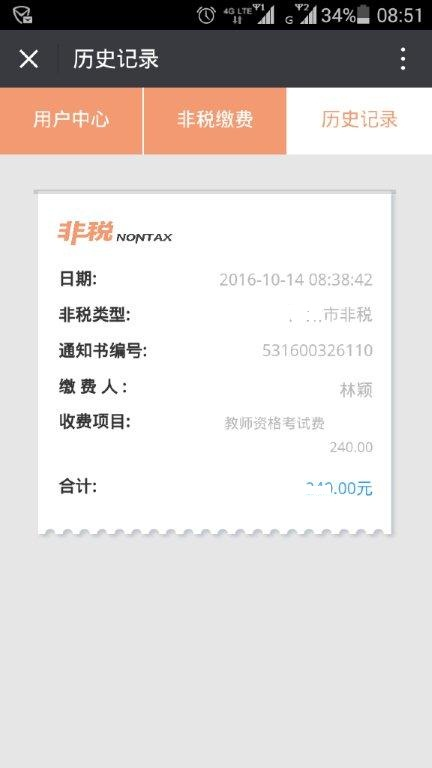 4G LTE 1 G 2 34% 08:51
历史记录
用户中心 非税缴费 历史记录
非税 NONTAX
日期: 2016-10-14 08:38:42
非税类型: 市非税
通知书编号: 531600326110
缴费人: 林颖
收费项目: 教师资格考试费
240.00
合计: .00元